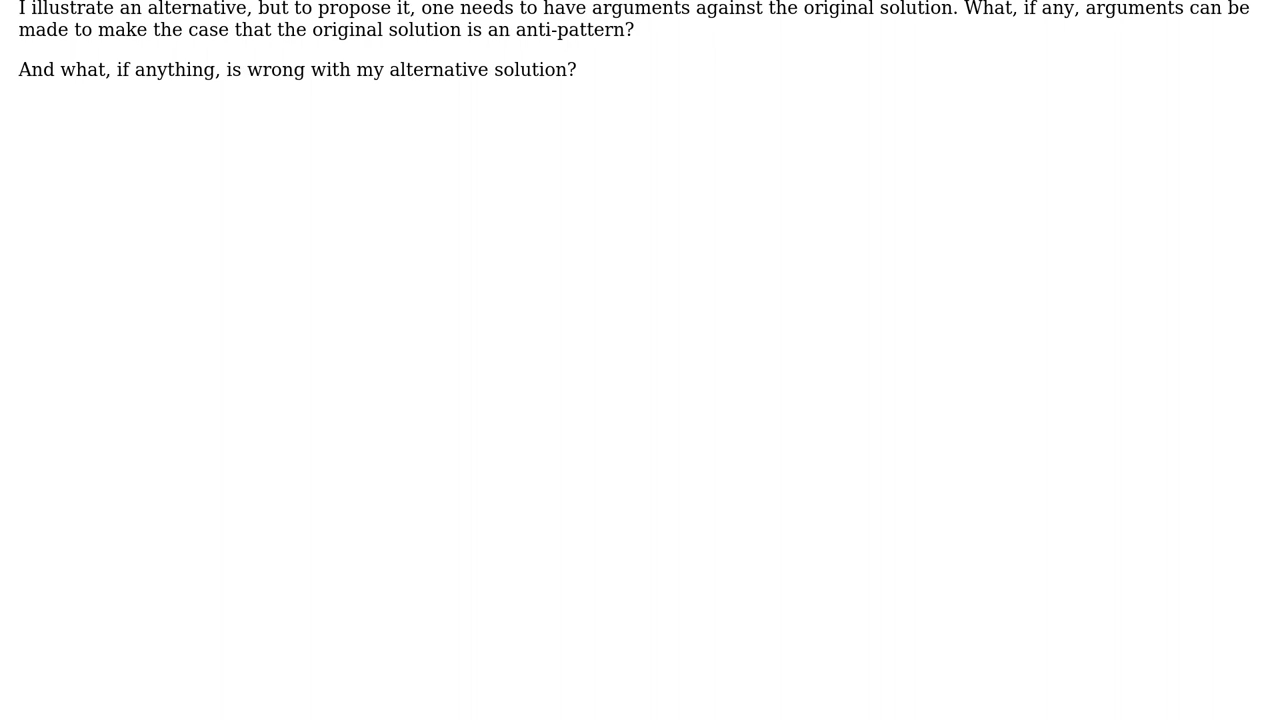 I illustrate an alternative, but to propose it, one needs to have arguments against the original solution. What, if any, arguments can be
made to make the case that the original solution is an anti-pattern?
And what, if anything, is wrong with my alternative solution?